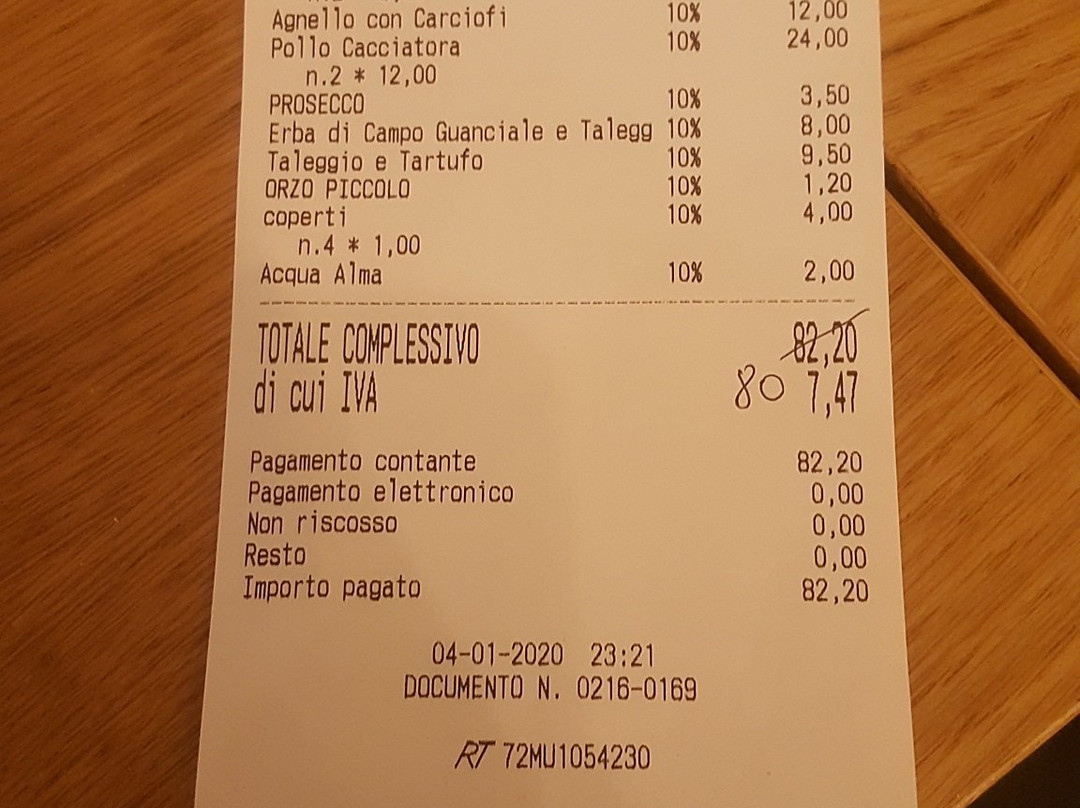 Agnello con Carciofi 10% 12,00
Pollo Cacciatora 10% 24,00
n.2 * 12,00
PROSECCO 10% 3,50
Erba di Campo Guanciale e Talegg 10% 8,00
Taleggio e Tartufo 10% 9,50
ORZO PICCOLO 10% 1,20
coperti 10% 4,00
n.4 * 1,00
Acqua Alma 10% 2,00
TOTALE COMPLESSIVO 82,20
di cui IVA 80 7,47
Pagamento contante 82,20
Pagamento elettronico 0,00
Non riscosso 0,00
Resto 0,00
Importo pagato 82,20
04-01-2020 23:21
DOCUMENTO N. 0216-0169
RT 72MU1054230